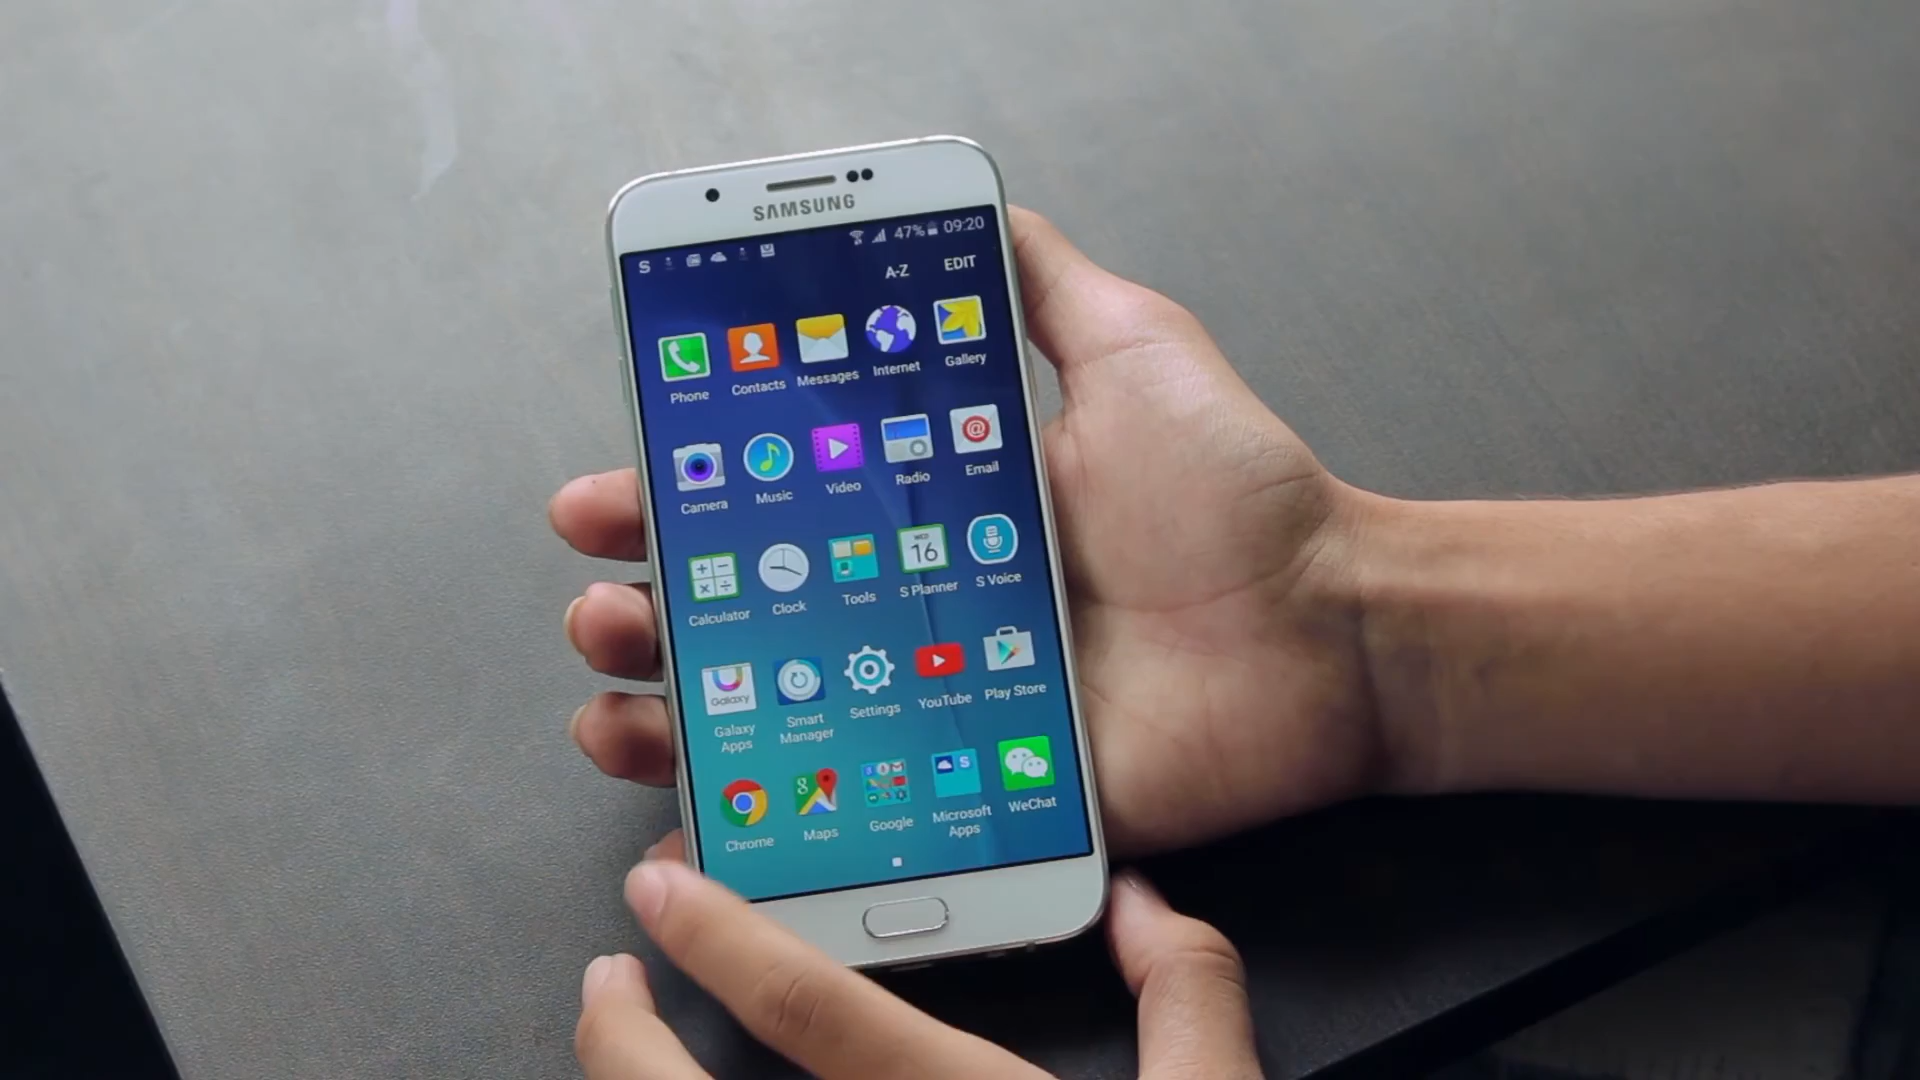 SAMSUNG
S 47% 09:20
A-Z EDIT
Phone Contacts Messages Internet Gallery
Camera Music Video Radio Email
WED
16
Calculator Clock Tools S Planner S Voice
Galaxy
Galaxy Apps Smart Manager Settings YouTube Play Store
g
S
Chrome Maps Google Microsoft Apps WeChat